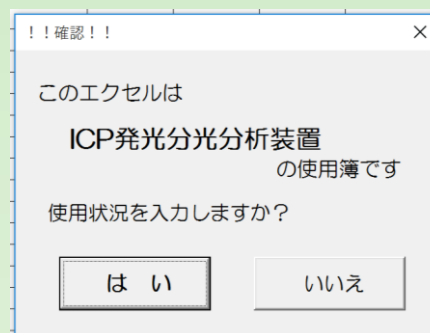 ！！確認！！
このエクセルは
ICP発光分光分析装置
の使用簿です
使用状況を入力しますか？
は　い
いいえ